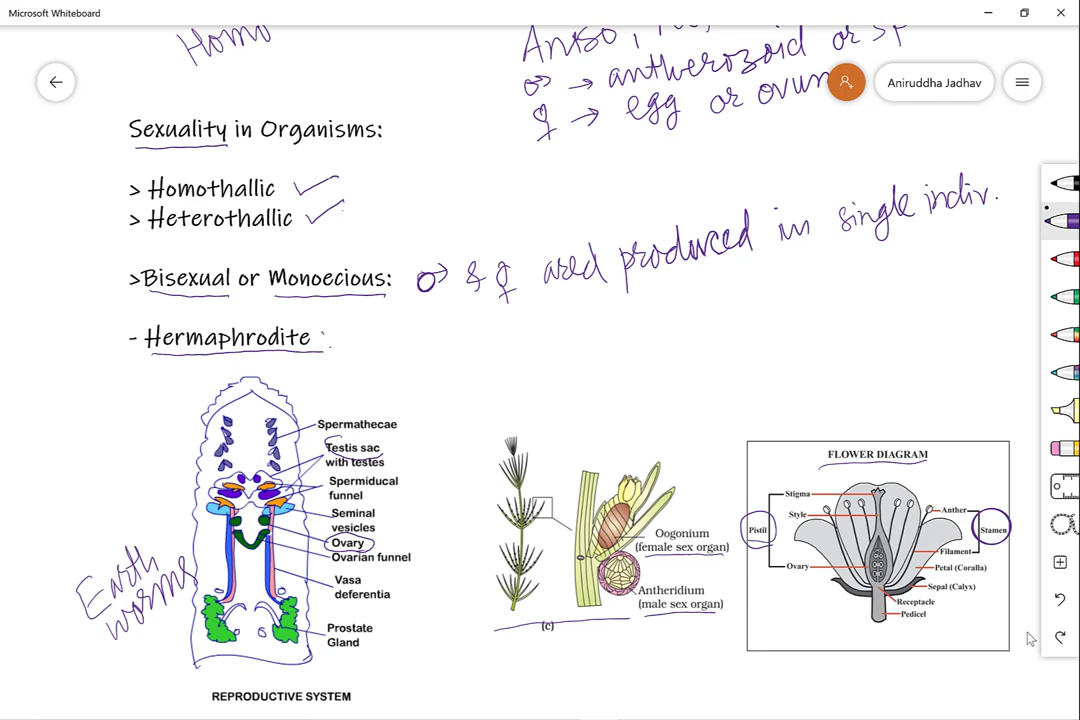 Microsoft Whiteboard
Homo
♂ → antherozoid or sp
♀ → egg or ovum
Aniruddha Jadhav
Sexuality in Organisms:
> Homothallic
> Heterothallic
>Bisexual or Monoecious: ♂ & ♀ ared produced in single indiv.
- Hermaphrodite :
Earth
worms
Spermathecae
Testis sac
with testes
Spermiducal
funnel
Seminal
vesicles
Ovary
Ovarian funnel
Vasa
deferentia
Prostate
Gland
REPRODUCTIVE SYSTEM
Oogonium
(female sex organ)
Antheridium
(male sex organ)
(c)
FLOWER DIAGRAM
Stigma
Style
Pistil
Ovary
Anther
Stamen
Filament
Petal (Coralla)
Sepal (Calyx)
Receptacle
Pedicel